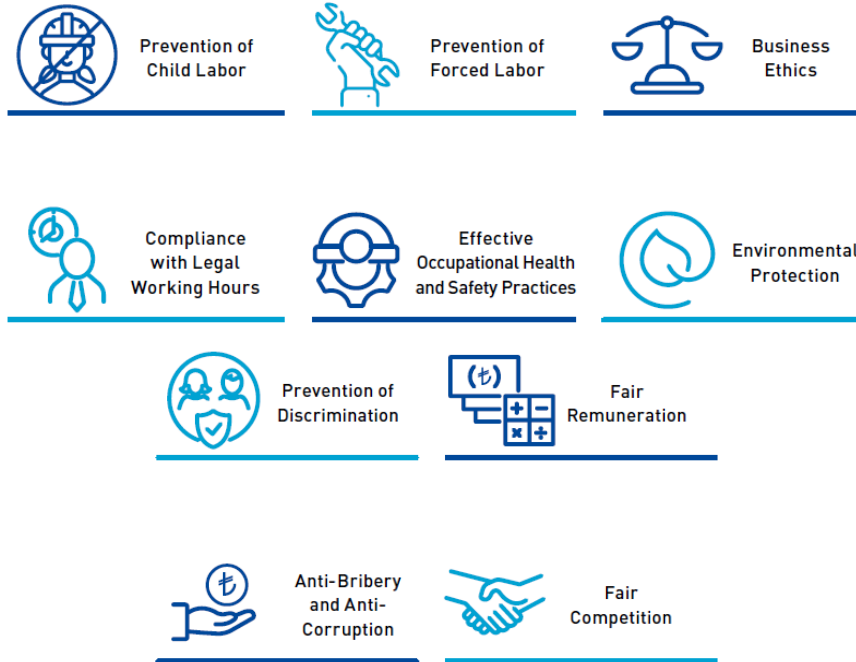 Prevention of
Child Labor
Prevention of
Forced Labor
Business
Ethics
Compliance
with Legal
Working Hours
Effective
Occupational Health
and Safety Practices
Environmental
Protection
Prevention of
Discrimination
(₺)
Fair
Remuneration
+ −
× ÷
₺
Anti-Bribery
and Anti-
Corruption
Fair
Competition